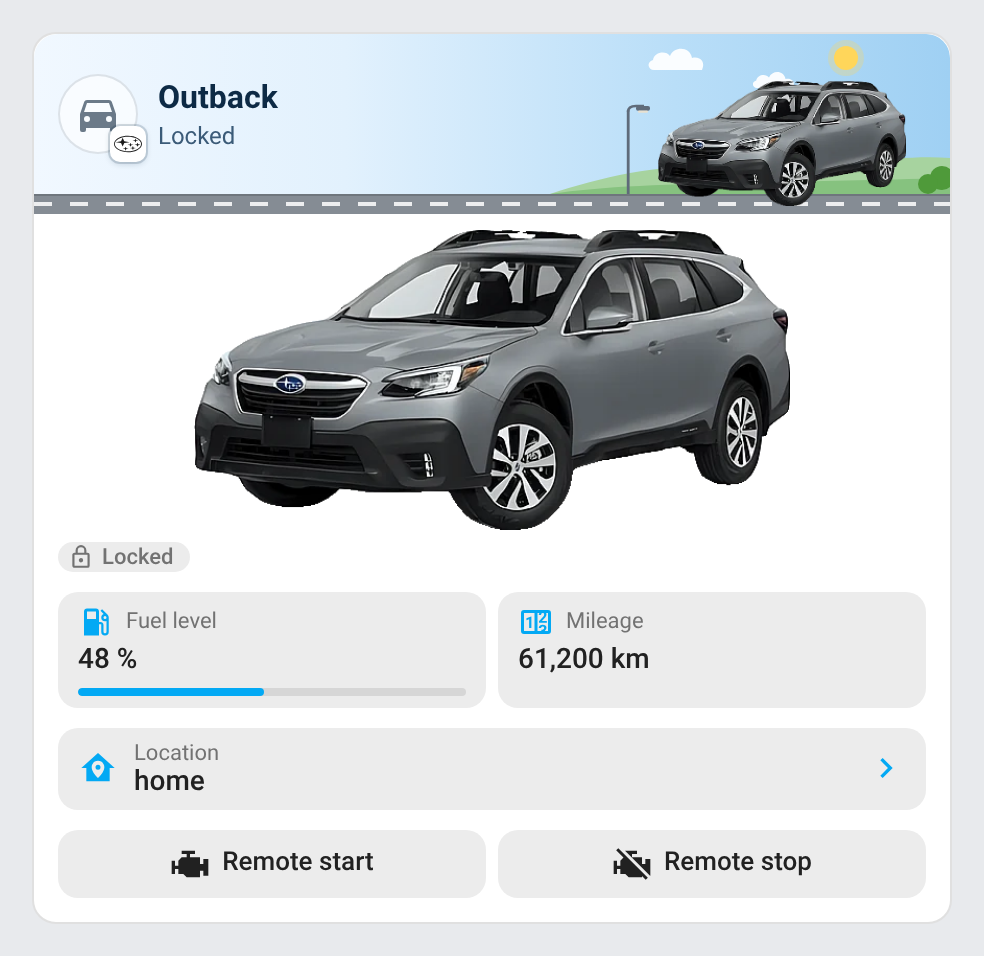 Outback
Locked
Locked
Fuel level
48 %
Mileage
61,200 km
Location
home
Remote start
Remote stop